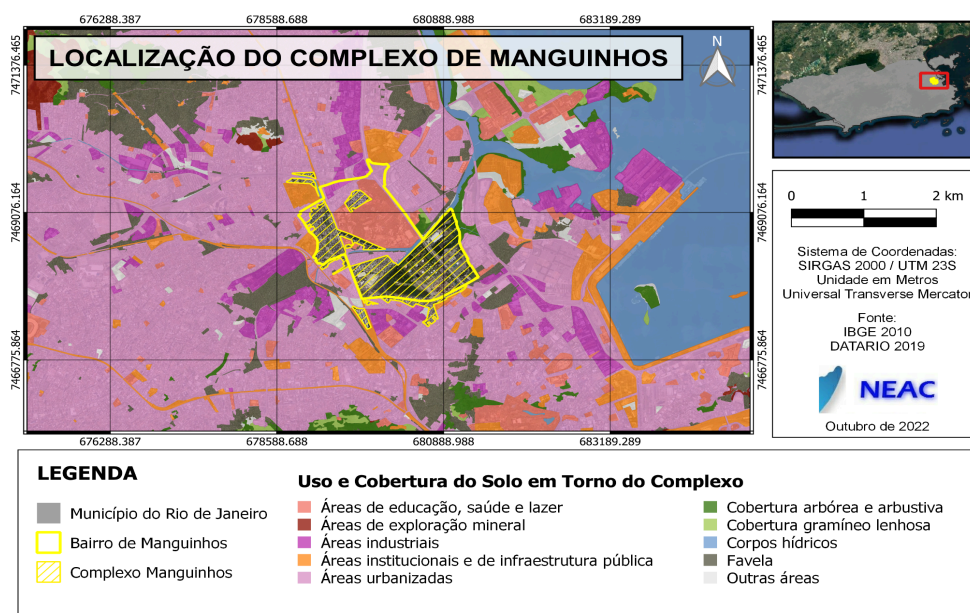 676288.387 678588.688 680888.988 683189.289
LOCALIZAÇÃO DO COMPLEXO DE MANGUINHOS
N
7471376.465
7469076.164
7466775.864
7471376.465
7469076.164
7466775.864
676288.387 678588.688 680888.988 683189.289
0 1 2 km
Sistema de Coordenadas:
SIRGAS 2000 / UTM 23S
Unidade em Metros
Universal Transverse Mercator
Fonte:
IBGE 2010
DATARIO 2019
NEAC
Outubro de 2022
LEGENDA
Município do Rio de Janeiro
Bairro de Manguinhos
Complexo Manguinhos
Uso e Cobertura do Solo em Torno do Complexo
Áreas de educação, saúde e lazer
Áreas de exploração mineral
Áreas industriais
Áreas institucionais e de infraestrutura pública
Áreas urbanizadas
Cobertura arbórea e arbustiva
Cobertura gramíneo lenhosa
Corpos hídricos
Favela
Outras áreas